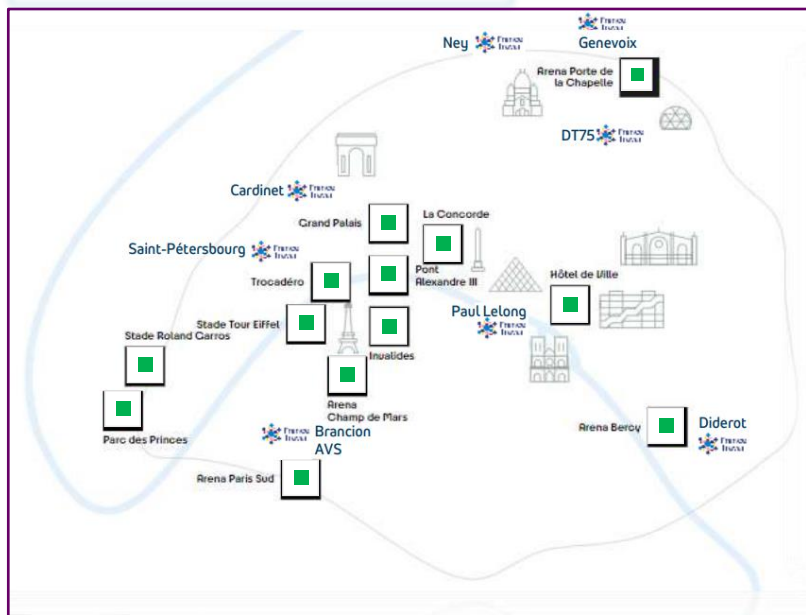 Ney
Genevoix
Arena Porte de
la Chapelle
DT75
Cardinet
Grand Palais
La Concorde
Saint-Pétersbourg
Trocadéro
Pont
Alexandre III
Hôtel de Ville
Stade Tour Eiffel
Paul Lelong
Stade Roland Garros
Invalides
Arena
Champ de Mars
Parc des Princes
Brancion
AVS
Arena Bercy
Diderot
Arena Paris Sud